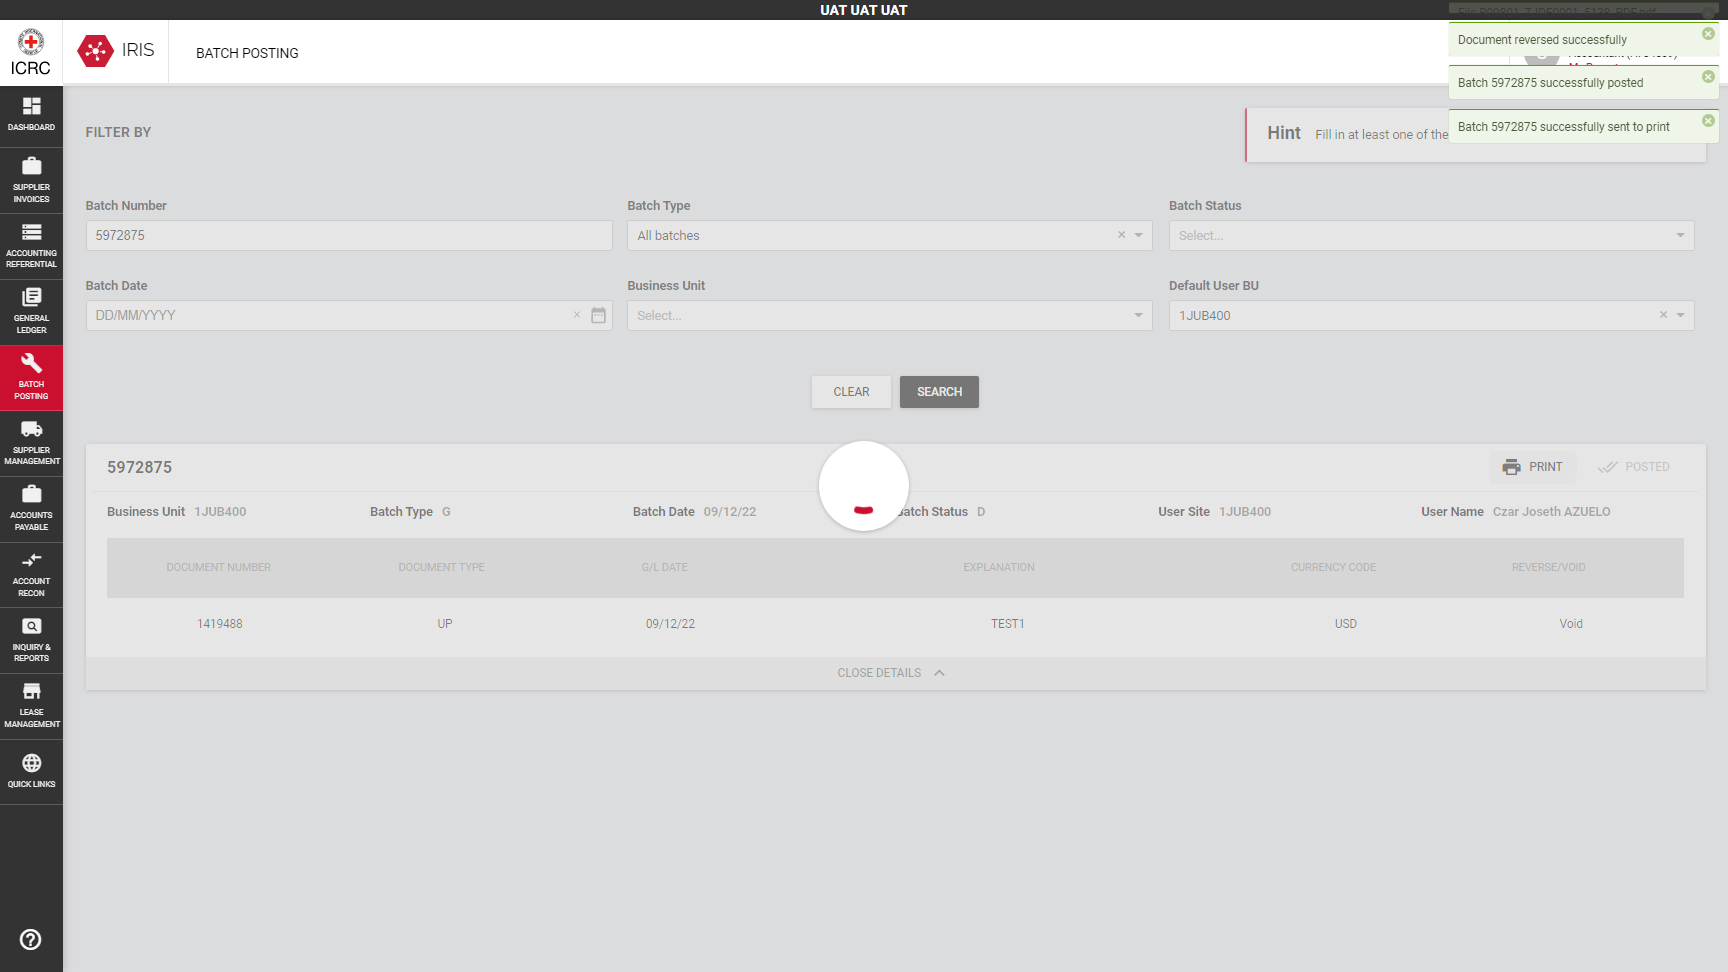 UAT UAT UAT
ICRC
IRIS
BATCH POSTING
Document reversed successfully
Batch 5972875 successfully posted
Batch 5972875 successfully sent to print
DASHBOARD
SUPPLIER
INVOICES
ACCOUNTING
REFERENTIAL
GENERAL
LEDGER
BATCH
POSTING
SUPPLIER
MANAGEMENT
ACCOUNTS
PAYABLE
ACCOUNT
RECON
INQUIRY &
REPORTS
LEASE
MANAGEMENT
QUICK LINKS
FILTER BY
Hint Fill in at least one of the
Batch Number
5972875
Batch Type
All batches
Batch Status
Select...
Batch Date
DD/MM/YYYY
Business Unit
Select...
Default User BU
1JUB400
CLEAR
SEARCH
5972875
PRINT
POSTED
Business Unit 1JUB400
Batch Type G
Batch Date 09/12/22
Batch Status D
User Site 1JUB400
User Name Czar Joseth AZUELO
DOCUMENT NUMBER DOCUMENT TYPE G/L DATE EXPLANATION CURRENCY CODE REVERSE/VOID
1419488 UP 09/12/22 TEST1 USD Void
CLOSE DETAILS